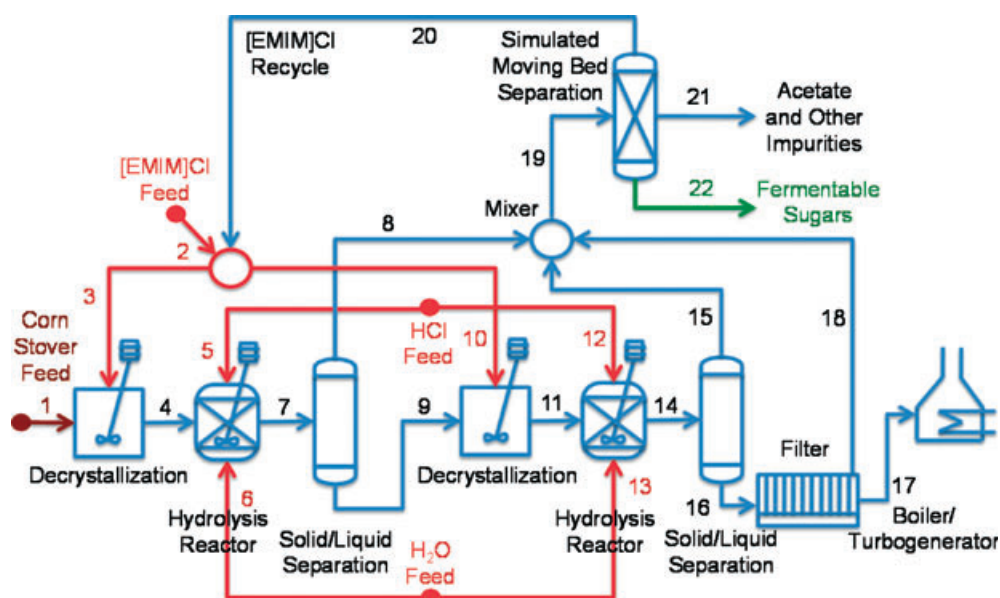 [EMIM]Cl
Recycle
20
Simulated
Moving Bed
Separation
21
Acetate
and Other
Impurities
19
22
Fermentable
Sugars
[EMIM]Cl
Feed
2
8
Mixer
3
Corn
Stover
Feed
1
4
5
HCl
Feed
10
12
15
18
7
9
11
14
Filter
Decrystallization
6
Hydrolysis
Reactor
Solid/Liquid
Separation
H2O
Feed
Decrystallization
13
Hydrolysis
Reactor
16
Solid/Liquid
Separation
17
Boiler/
Turbogenerator